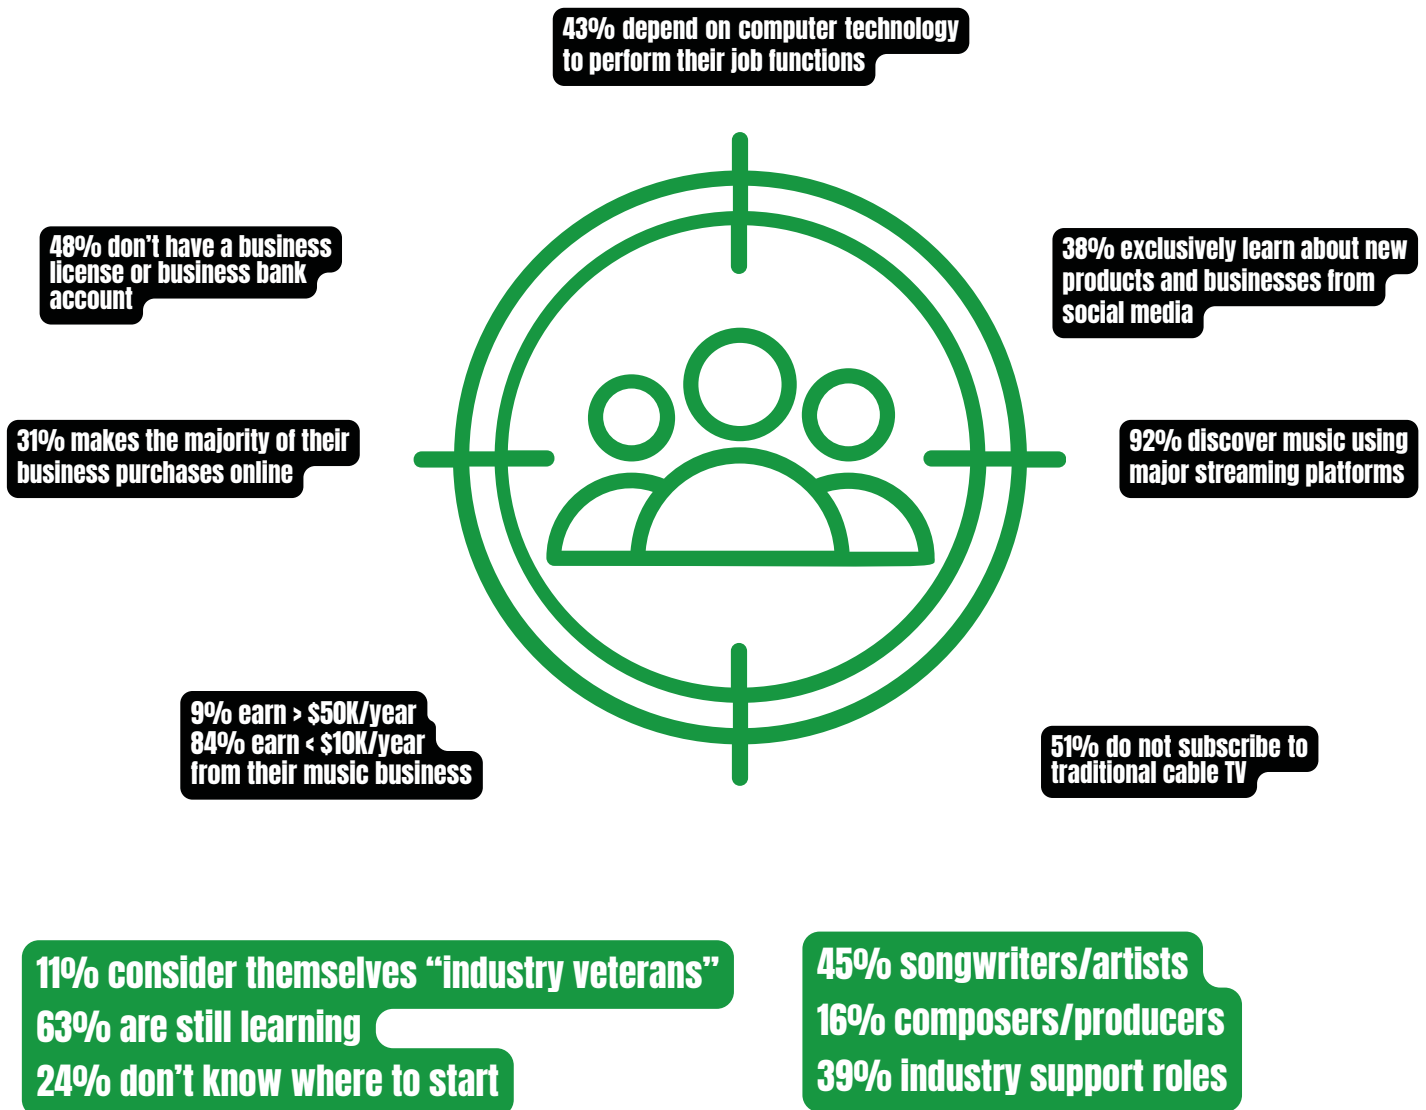 43% depend on computer technology
to perform their job functions
48% don’t have a business
license or business bank
account
38% exclusively learn about new
products and businesses from
social media
31% makes the majority of their
business purchases online
92% discover music using
major streaming platforms
9% earn > $50K/year
84% earn < $10K/year
from their music business
51% do not subscribe to
traditional cable TV
11% consider themselves “industry veterans”
63% are still learning
24% don’t know where to start
45% songwriters/artists
16% composers/producers
39% industry support roles